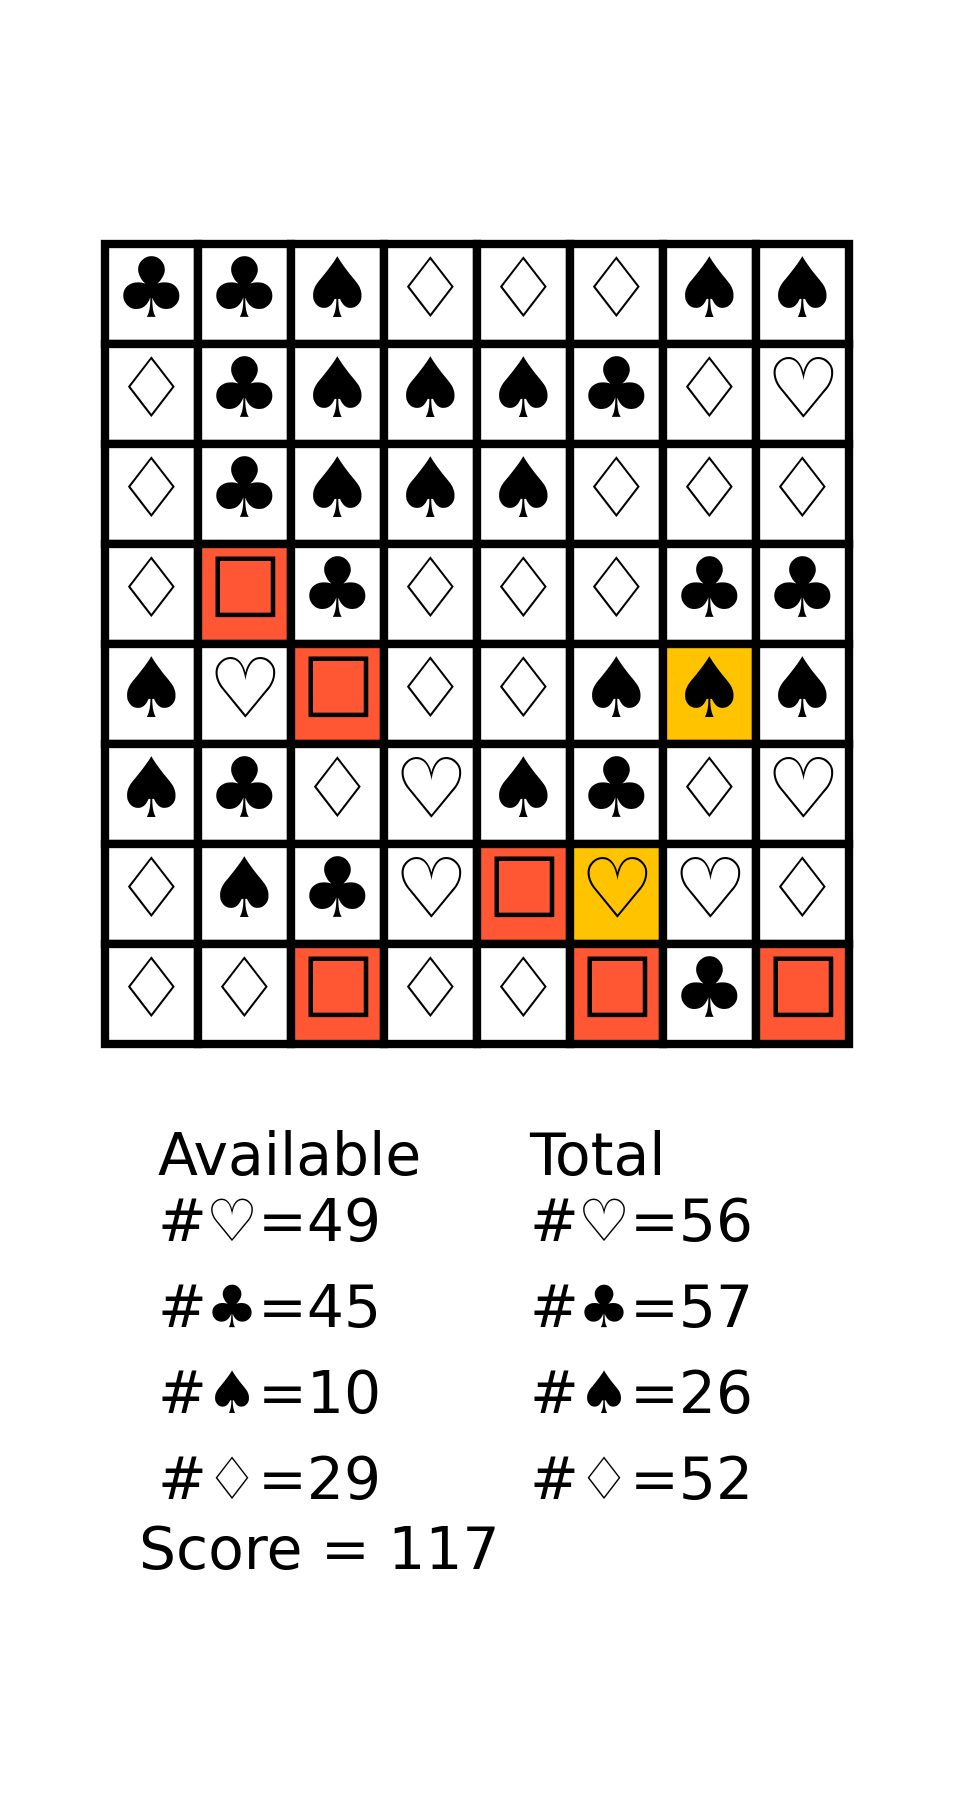 ♣ ♣ ♠ ♢ ♢ ♢ ♠ ♠
♢ ♣ ♠ ♠ ♠ ♣ ♢ ♡
♢ ♣ ♠ ♠ ♠ ♢ ♢ ♢
♢ □ ♣ ♢ ♢ ♢ ♣ ♣
♠ ♡ □ ♢ ♢ ♠ ♠ ♠
♠ ♣ ♢ ♡ ♠ ♣ ♢ ♡
♢ ♠ ♣ ♡ □ ♡ ♡ ♢
♢ ♢ □ ♢ ♢ □ ♣ □
Available Total
#♡=49 #♡=56
#♣=45 #♣=57
#♠=10 #♠=26
#♢=29 #♢=52
Score = 117